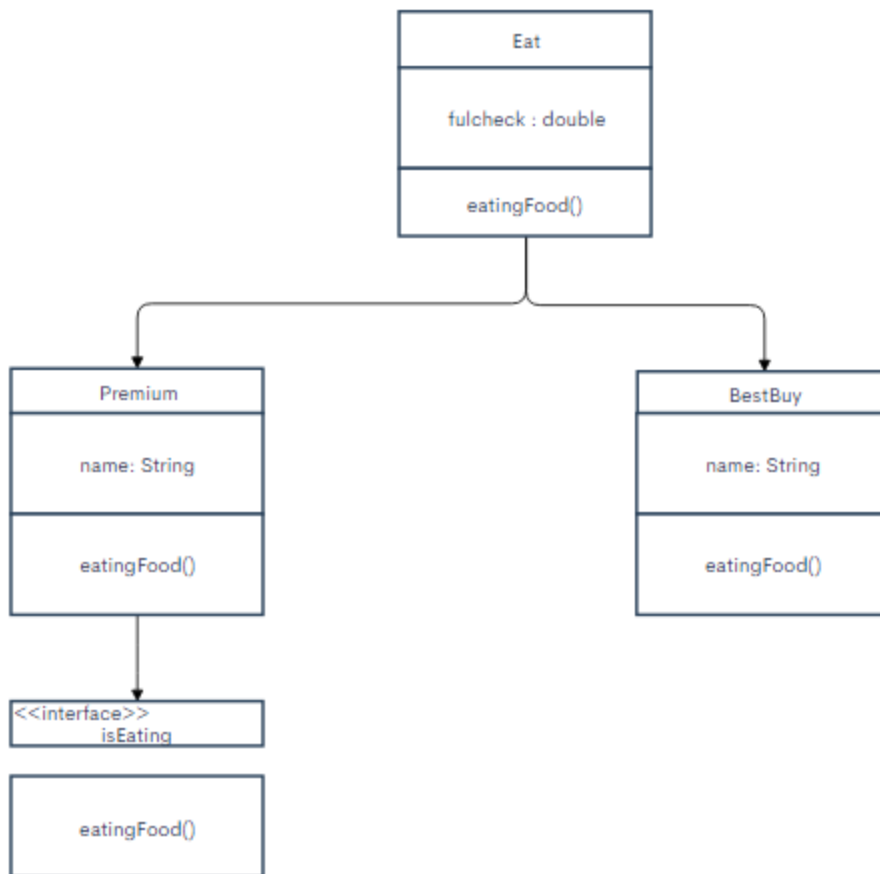 Eat
fulcheck : double
eatingFood()
Premium
name: String
eatingFood()
BestBuy
name: String
eatingFood()
<<interface>>
isEating
eatingFood()